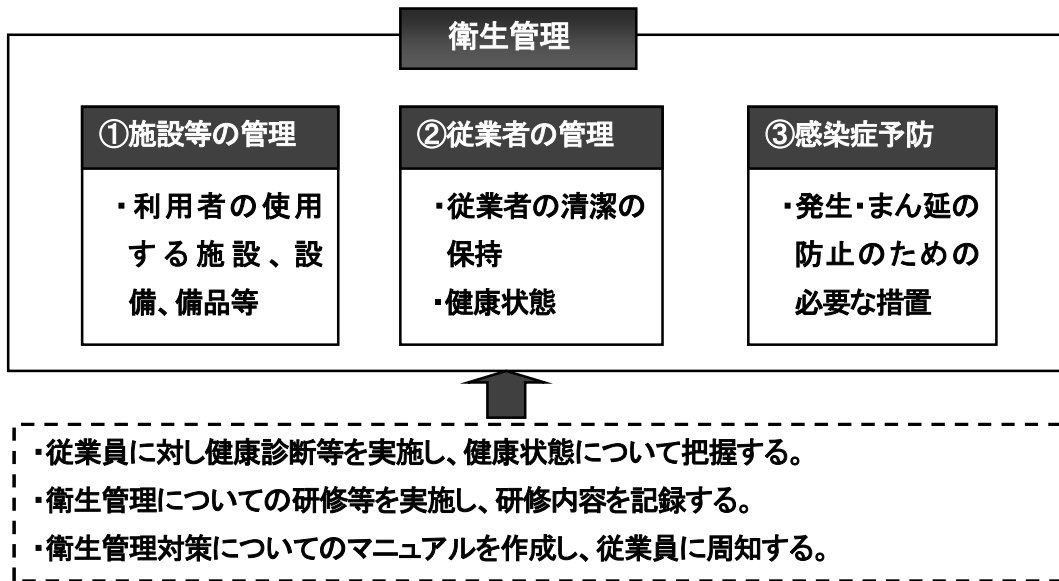 衛生管理
①施設等の管理
・利用者の使用
する施設、設
備、備品等
②従業者の管理
・従業者の清潔の
保持
・健康状態
③感染症予防
・発生・まん延の
防止のための
必要な措置
・従業員に対し健康診断等を実施し、健康状態について把握する。
・衛生管理についての研修等を実施し、研修内容を記録する。
・衛生管理対策についてのマニュアルを作成し、従業員に周知する。